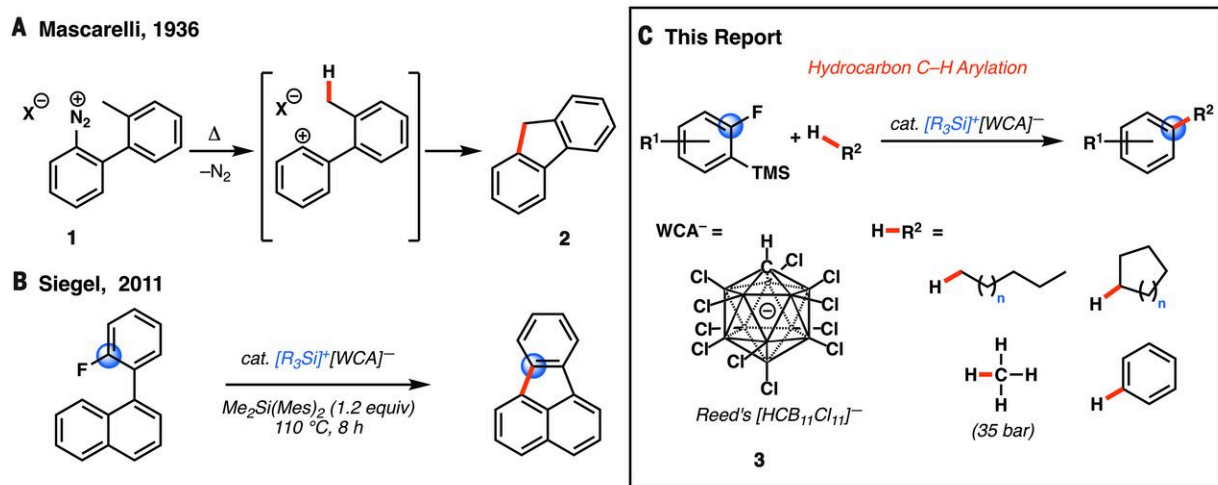 A Mascarelli, 1936
X⊖
⊕
N2
Δ
–N2
X⊖
H
⊕
1
2
B Siegel, 2011
F
cat. [R3Si]+[WCA]−
Me2Si(Mes)2 (1.2 equiv)
110 °C, 8 h
C This Report
Hydrocarbon C–H Arylation
R1
F
TMS
+
H
R2
cat. [R3Si]+[WCA]−
R1
R2
WCA− =
H
C
Cl
Cl
Cl
Cl
Cl
Cl
Cl
Cl
Cl
Cl
Cl
⊖
Reed's [HCB11Cl11]−
3
H–R2 =
H
n
H
n
H
H–C–H
H
(35 bar)
H